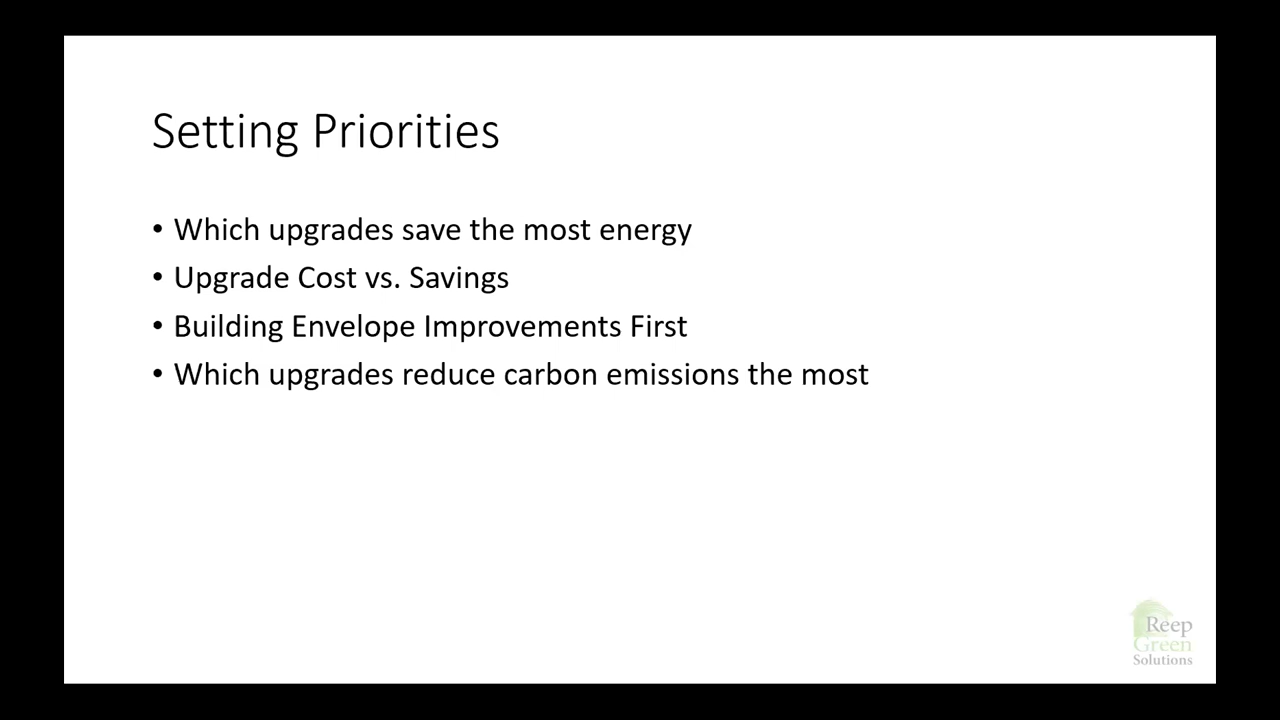 Setting Priorities
• Which upgrades save the most energy
• Upgrade Cost vs. Savings
• Building Envelope Improvements First
• Which upgrades reduce carbon emissions the most
Reep
Green
Solutions